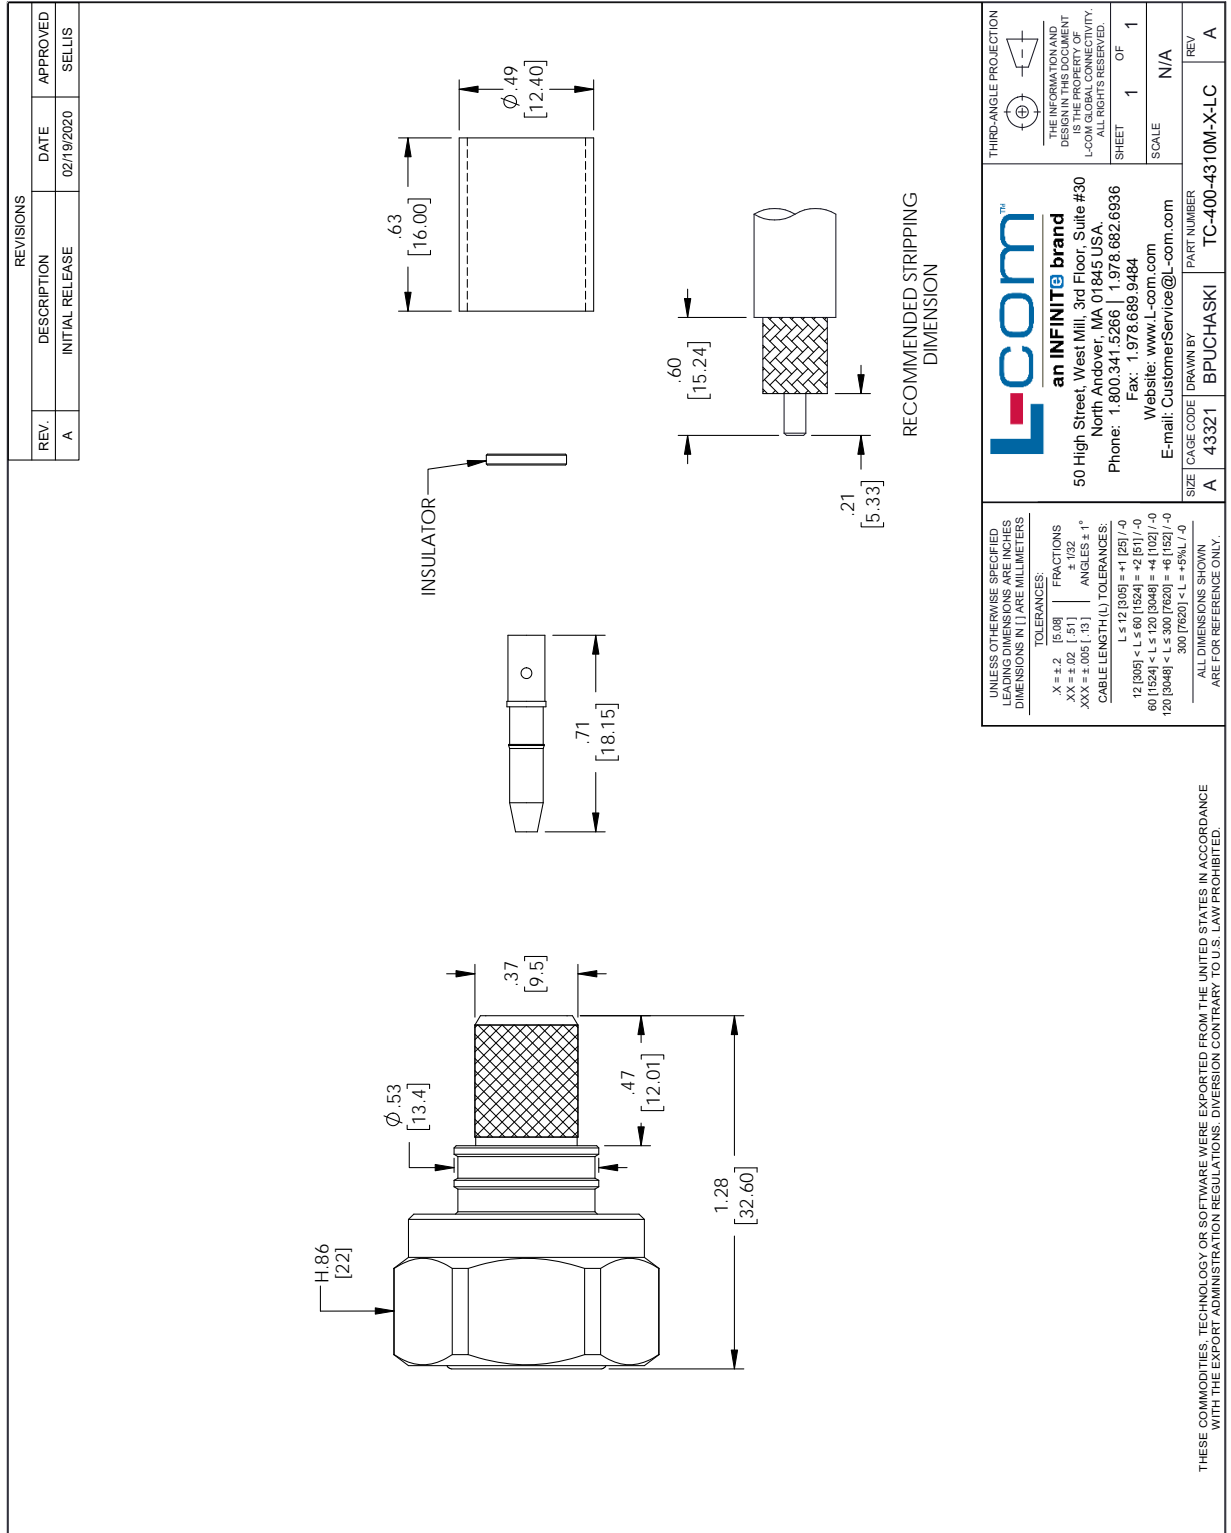 REVISIONS
REV. DESCRIPTION DATE APPROVED
A INITIAL RELEASE 02/19/2020 SELLIS
H.86
[22]
Ø.53
[13.4]
.37
[9.5]
.47
[12.01]
1.28
[32.60]
.71
[18.15]
INSULATOR
.63
[16.00]
Ø.49
[12.40]
.60
[15.24]
.21
[5.33]
RECOMMENDED STRIPPING
DIMENSION
UNLESS OTHERWISE SPECIFIED
LEADING DIMENSIONS ARE INCHES
DIMENSIONS IN [ ] ARE MILLIMETERS
TOLERANCES:
.X = ±.2 [5.08] FRACTIONS
.XX = ±.02 [.51] ± 1/32
.XXX = ±.005 [.13] ANGLES ± 1°
CABLE LENGTH (L) TOLERANCES:
L ≤ 12 [305] = +1 [25] / -0
12 [305] < L ≤ 60 [1524] = +2 [51] / -0
60 [1524] < L ≤ 120 [3048] = +4 [102] / -0
120 [3048] < L ≤ 300 [7620] = +6 [152] / -0
300 [7620] < L = +5%L / -0
ALL DIMENSIONS SHOWN
ARE FOR REFERENCE ONLY.
L-com™
an INFINITe brand
50 High Street, West Mill, 3rd Floor, Suite #30
North Andover, MA 01845 USA.
Phone: 1.800.341.5266 | 1.978.682.6936
Fax: 1.978.689.9484
Website: www.L-com.com
E-mail: CustomerService@L-com.com
THIRD-ANGLE PROJECTION
THE INFORMATION AND
DESIGN IN THIS DOCUMENT
IS THE PROPERTY OF
L-COM GLOBAL CONNECTIVITY.
ALL RIGHTS RESERVED.
SHEET 1 OF 1
SCALE N/A
SIZE A
CAGE CODE 43321
DRAWN BY BPUCHASKI
PART NUMBER TC-400-4310M-X-LC
REV A
THESE COMMODITIES, TECHNOLOGY OR SOFTWARE WERE EXPORTED FROM THE UNITED STATES IN ACCORDANCE
WITH THE EXPORT ADMINISTRATION REGULATIONS. DIVERSION CONTRARY TO U.S. LAW PROHIBITED.